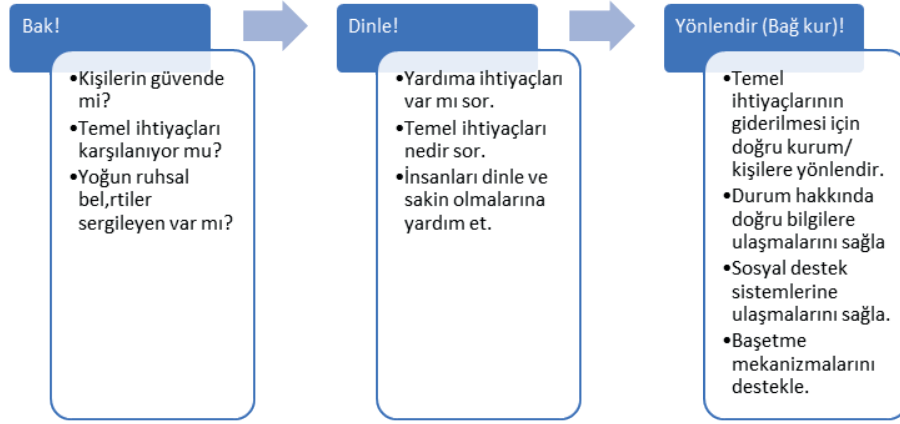 Bak!
•Kişilerin güvende
mi?
•Temel ihtiyaçları
karşılanıyor mu?
•Yoğun ruhsal
bel,rtiler
sergileyen var mı?
Dinle!
•Yardıma ihtiyaçları
var mı sor.
•Temel ihtiyaçları
nedir sor.
•İnsanları dinle ve
sakin olmalarına
yardım et.
Yönlendir (Bağ kur)!
•Temel
ihtiyaçlarının
giderilmesi için
doğru kurum/
kişilere yönlendir.
•Durum hakkında
doğru bilgilere
ulaşmalarını sağla
•Sosyal destek
sistemlerine
ulaşmalarını sağla.
•Başetme
mekanizmalarını
destekle.